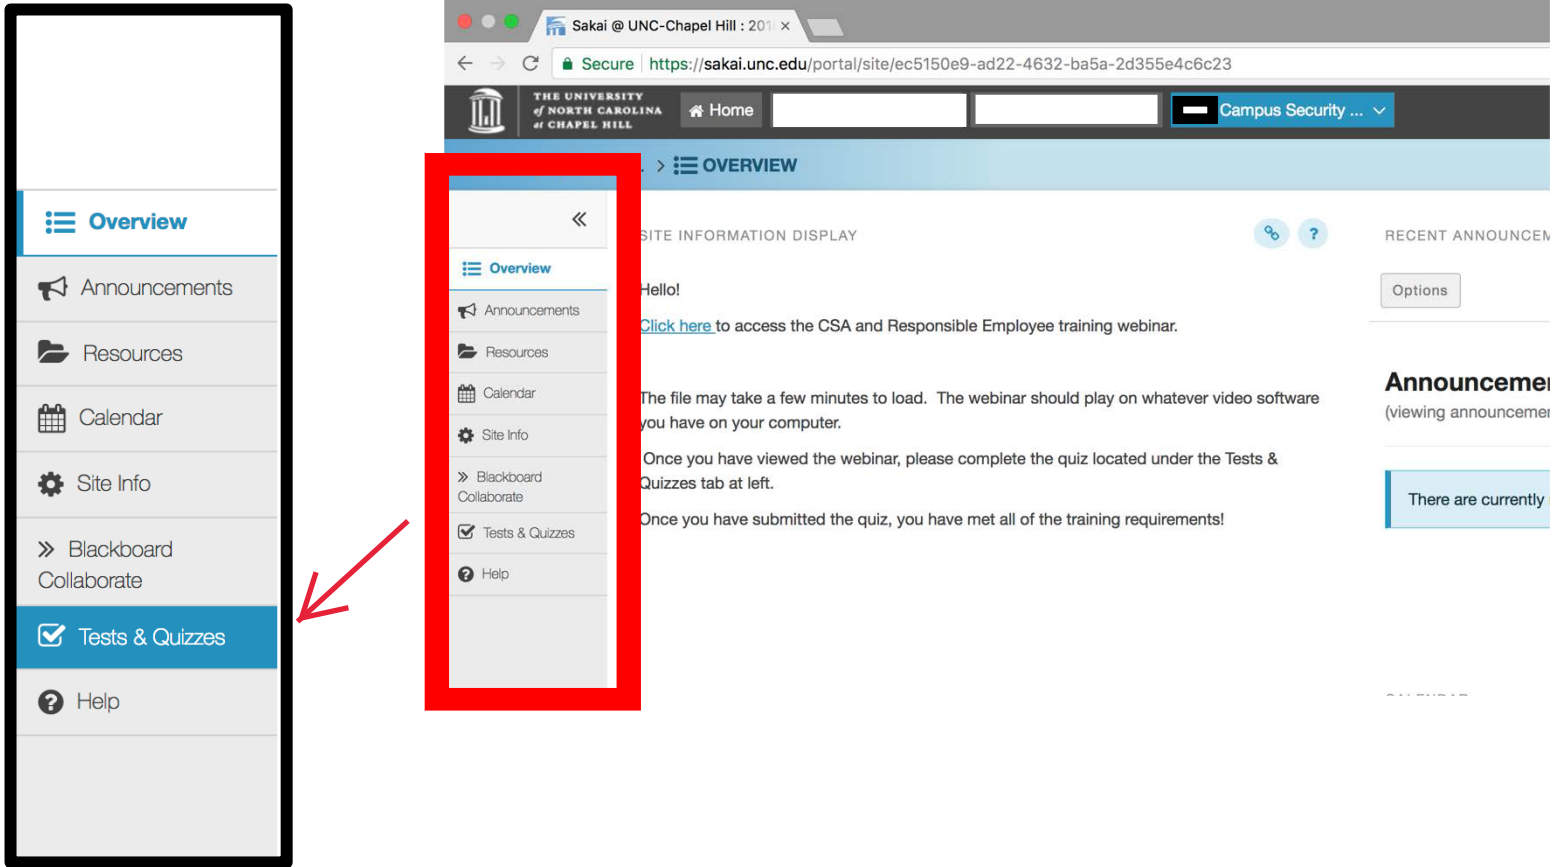 Overview
Announcements
Resources
Calendar
Site Info
» Blackboard
Collaborate
Tests & Quizzes
Help
Sakai @ UNC-Chapel Hill : 201
Secure
https://sakai.unc.edu/portal/site/ec5150e9-ad22-4632-ba5a-2d355e4c6c23
THE UNIVERSITY
of NORTH CAROLINA
at CHAPEL HILL
Home
Campus Security ...
. > OVERVIEW
«
Overview
Announcements
Resources
Calendar
Site Info
» Blackboard
Collaborate
Tests & Quizzes
Help
SITE INFORMATION DISPLAY
?
Hello!
Click here to access the CSA and Responsible Employee training webinar.
The file may take a few minutes to load. The webinar should play on whatever video software
you have on your computer.
Once you have viewed the webinar, please complete the quiz located under the Tests &
Quizzes tab at left.
Once you have submitted the quiz, you have met all of the training requirements!
RECENT ANNOUNCEM
Options
Announcemen
(viewing announcemen
There are currently